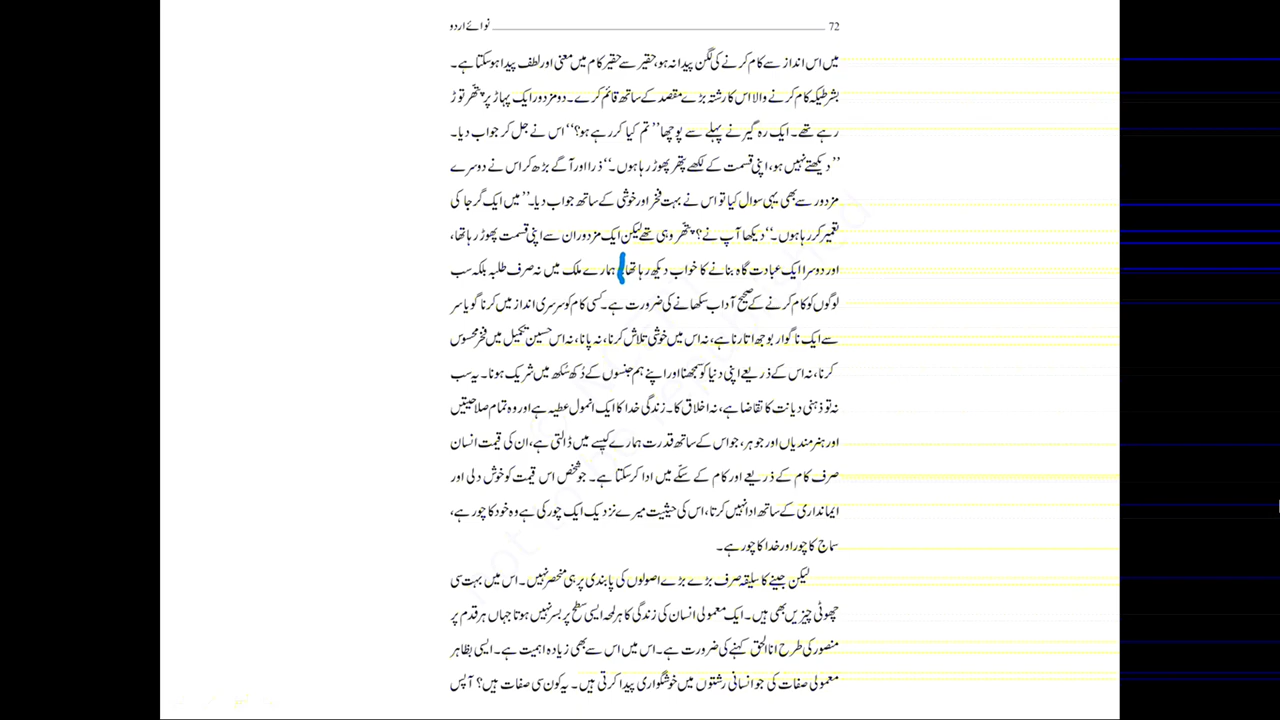 72 نوائے اردو
میں اس انداز سے کام کرنے کی لگن پیدا نہ ہو، حقیر سے حقیر کام میں معنی اور لطف پیدا ہو سکتا ہے۔
بشرطیکہ کام کرنے والا اس کا رشتہ بڑے مقصد کے ساتھ قائم کرے۔ دو مزدور ایک پہاڑ پر پتھر توڑ
رہے تھے۔ ایک رہ گیر نے پہلے سے پوچھا ”تم کیا کر رہے ہو؟“ اس نے جل کر جواب دیا۔
”دیکھتے نہیں ہو، اپنی قسمت کے لکھے پتھر پھوڑ رہا ہوں۔“ ذرا اور آگے بڑھ کر اس نے دوسرے
مزدور سے بھی یہی سوال کیا تو اس نے بہت فخر اور خوشی کے ساتھ جواب دیا۔ ”میں ایک گرجا کی
تعمیر کر رہا ہوں۔“ دیکھا آپ نے؟ پتھر وہی تھے لیکن ایک مزدور ان سے اپنی قسمت پھوڑ رہا تھا،
اور دوسرا ایک عبادت گاہ بنانے کا خواب دیکھ رہا تھا۔ ہمارے ملک میں نہ صرف طلبہ بلکہ سب
لوگوں کو کام کرنے کے صحیح آداب سکھانے کی ضرورت ہے۔ کسی کام کو سرسری انداز میں کرنا گویا سر
سے ایک ناگوار بوجھ اتارنا ہے، نہ اس میں خوشی تلاش کرنا، نہ پانا، نہ اس حسین تکمیل میں فخر محسوس
کرنا، نہ اس کے ذریعے اپنی دنیا کو سمجھنا اور اپنے ہم جنسوں کے دُکھ سُکھ میں شریک ہونا۔ یہ سب
نہ تو ذہنی دیانت کا تقاضا ہے، نہ اخلاق کا۔ زندگی خدا کا ایک انمول عطیہ ہے اور وہ تمام صلاحیتیں
اور ہنرمندیاں اور جوہر، جو اس کے ساتھ قدرت ہمارے کیسے میں ڈالتی ہے، ان کی قیمت انسان
صرف کام کے ذریعے اور کام کے سکّے میں ادا کر سکتا ہے۔ جو شخص اس قیمت کو خوش دلی اور
ایمانداری کے ساتھ ادا نہیں کرتا، اس کی حیثیت میرے نزدیک ایک چور کی ہے وہ خود کا چور ہے،
سماج کا چور اور خدا کا چور ہے۔
لیکن جینے کا سلیقہ صرف بڑے بڑے اصولوں کی پابندی پر ہی منحصر نہیں۔ اس میں بہت سی
چھوٹی چیزیں بھی ہیں۔ ایک معمولی انسان کی زندگی کا ہر لمحہ ایسی سطح پر بسر نہیں ہوتا جہاں ہر قدم پر
منصور کی طرح انا الحق کہنے کی ضرورت ہے۔ اس میں اس سے بھی زیادہ اہمیت ہے۔ ایسی بظاہر
معمولی صفات کی جو انسانی رشتوں میں خوشگواری پیدا کرتی ہیں۔ یہ کون سی صفات ہیں؟ آپس